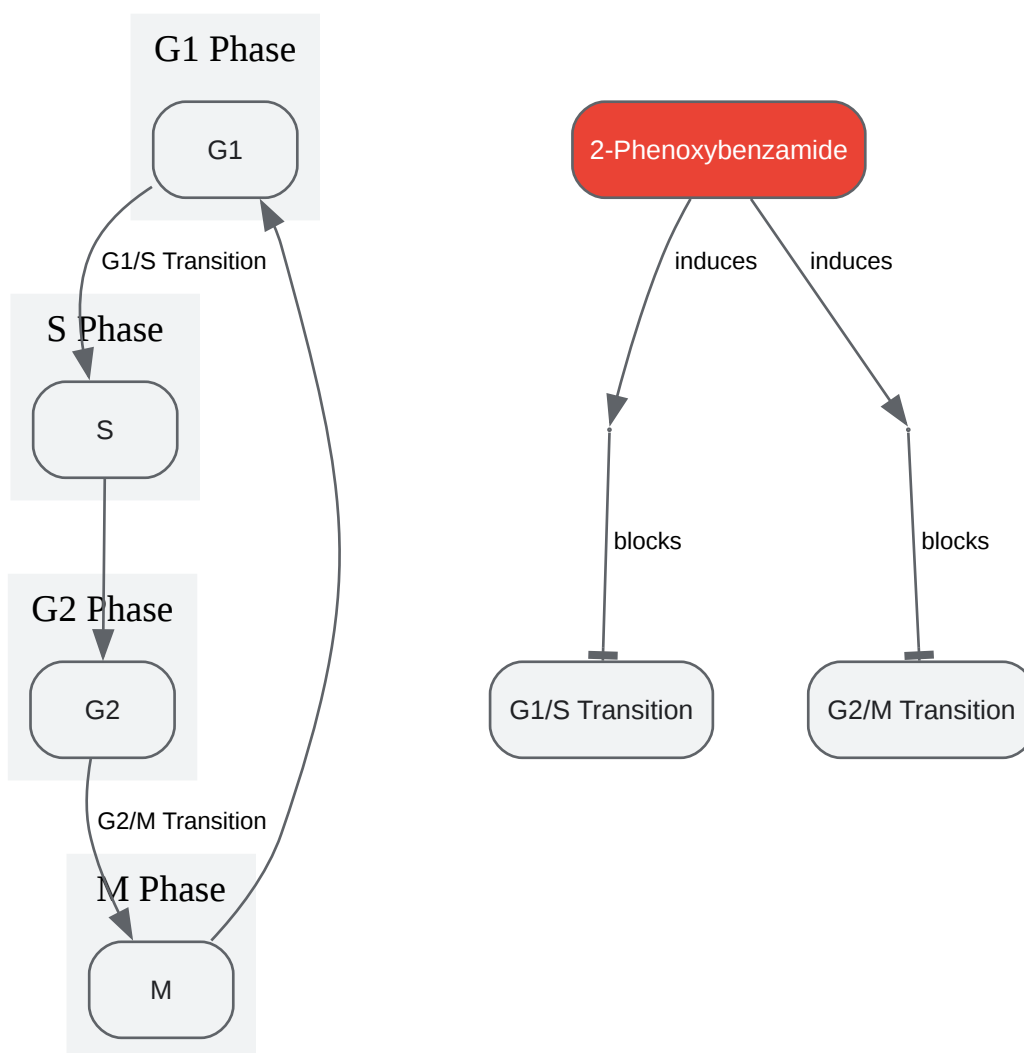 G1 Phase
G1
G1/S Transition
S Phase
S
G2 Phase
G2
G2/M Transition
M Phase
M
2-Phenoxybenzamide
induces
induces
blocks
blocks
G1/S Transition
G2/M Transition